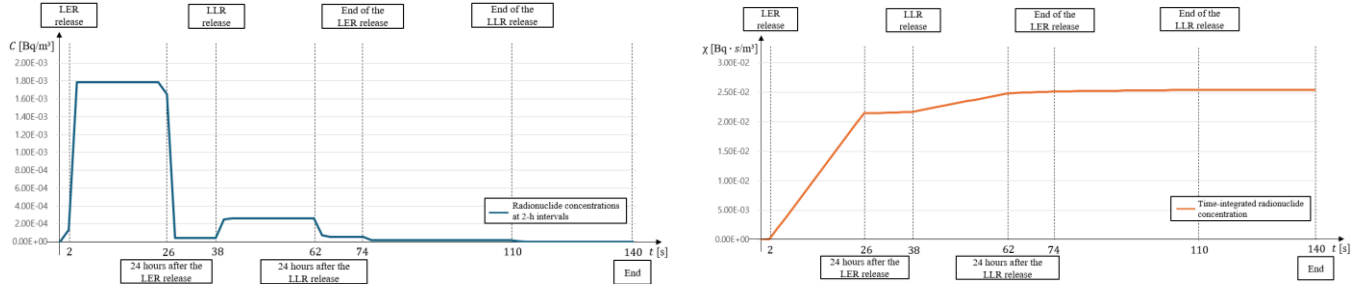 LER
release
LLR
release
End of the
LER release
End of the
LLR release
C [Bq/m³]
2.00E-03
1.80E-03
1.60E-03
1.40E-03
1.20E-03
1.00E-03
8.00E-04
6.00E-04
4.00E-04
2.00E-04
0.00E+00
Radionuclide concentrations
at 2-h intervals
2 26 38 62 74 110 140 t [s]
24 hours after the
LER release
24 hours after the
LLR release
End
LER
release
LLR
release
End of the
LER release
End of the
LLR release
χ [Bq · s/m³]
3.00E-02
2.50E-02
2.00E-02
1.50E-02
1.00E-02
5.00E-03
0.00E+00
Time-integrated radionuclide
concentration
2 26 38 62 74 110 140 t [s]
24 hours after the
LER release
24 hours after the
LLR release
End